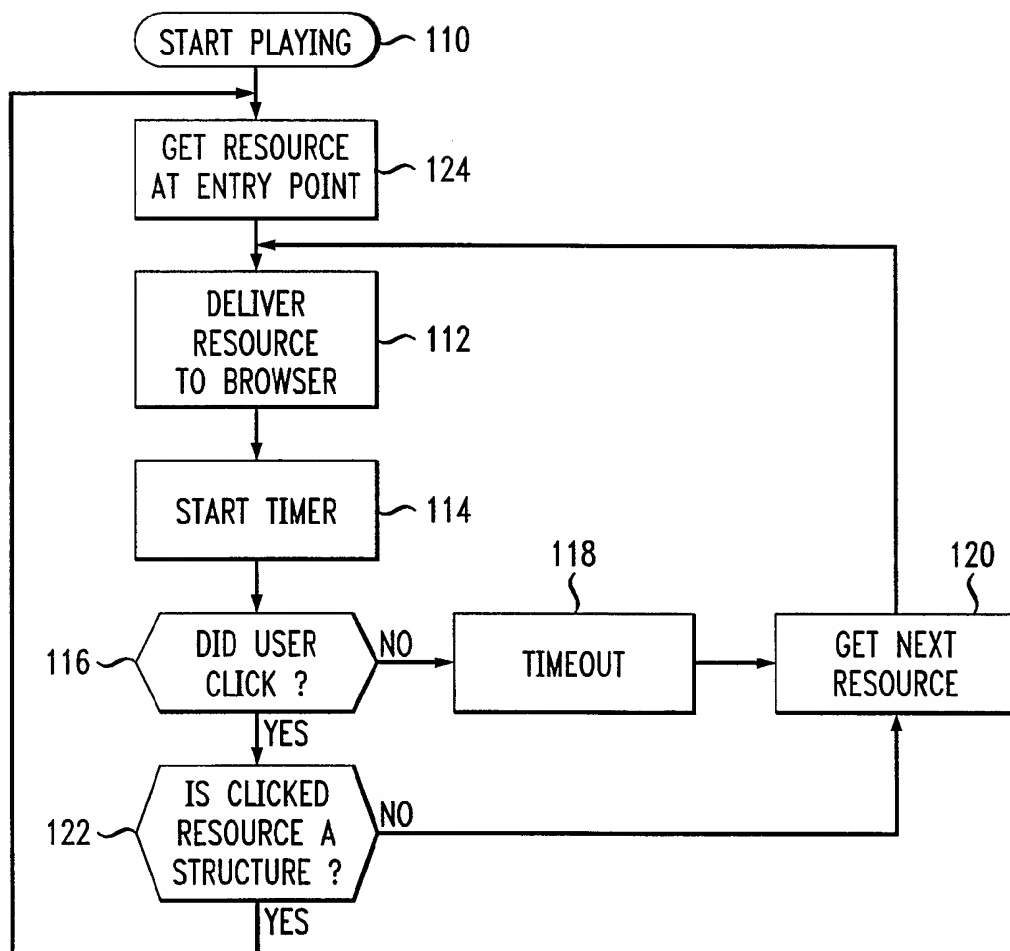 START PLAYING
110
GET RESOURCE
AT ENTRY POINT
124
DELIVER
RESOURCE
TO BROWSER
112
START TIMER
114
118
120
116
DID USER
CLICK ?
NO
TIMEOUT
GET NEXT
RESOURCE
YES
122
IS CLICKED
RESOURCE A
STRUCTURE ?
NO
YES